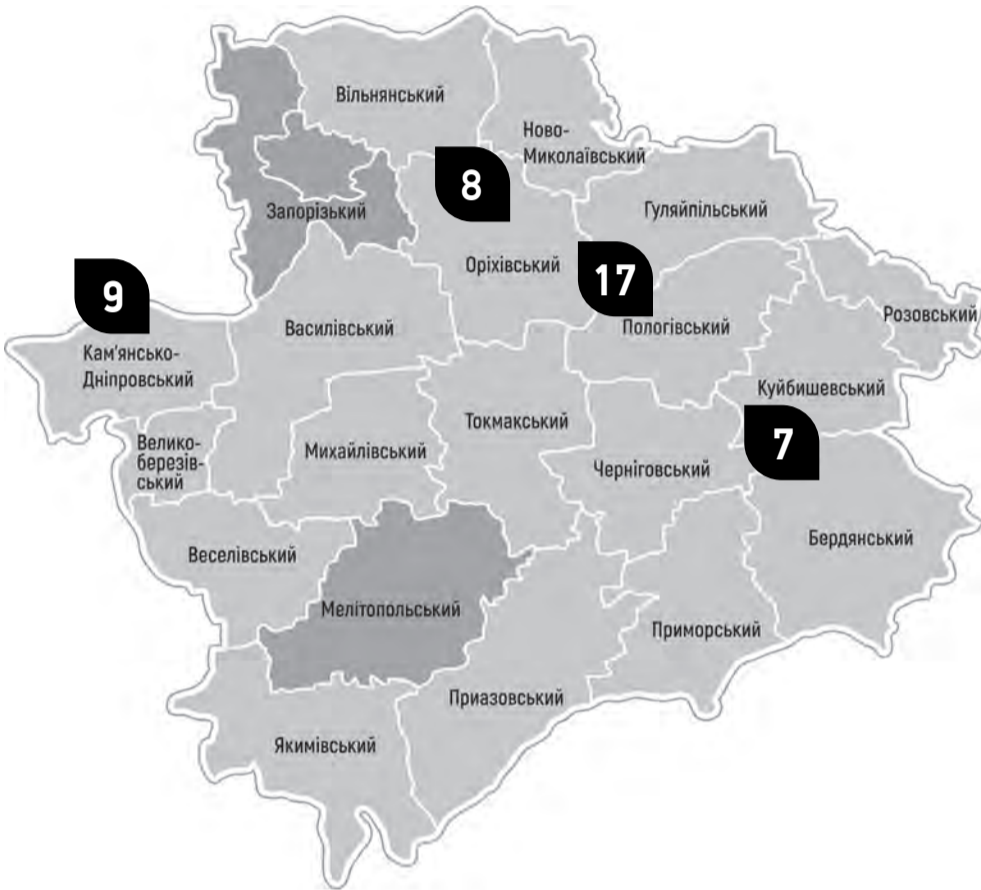 Вільнянський
Ново-
Миколаївський
8
Запорізький
Гуляйпільський
Оріхівський
17
9
Василівський
Пологівський
Розовський
Кам'янсько-
Дніпровський
Куйбишевський
Токмакський
7
Велико-
березів-
ський
Михайлівський
Черніговський
Бердянський
Веселівський
Мелітопольський
Приморський
Приазовський
Якимівський